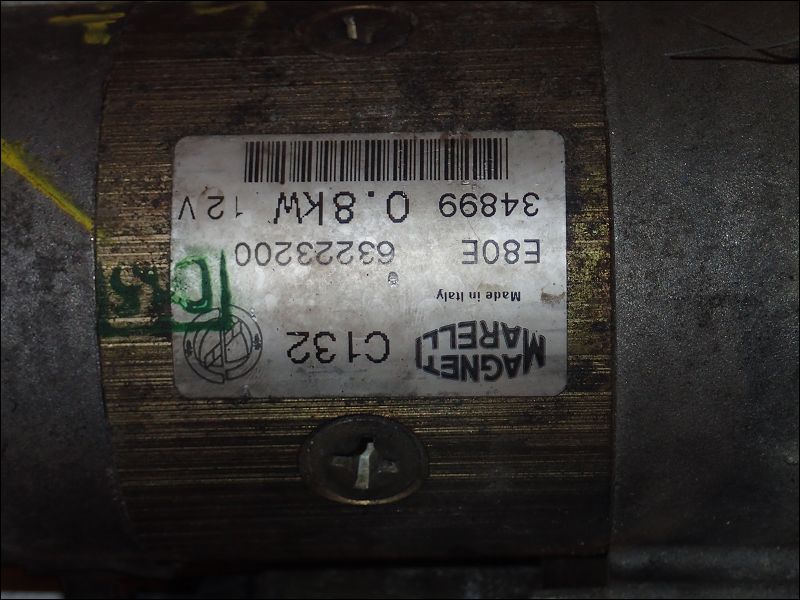 MAGNETI
MARELLI
C132
Made in Italy
E80E 63223200
34899 0.8kW 12V